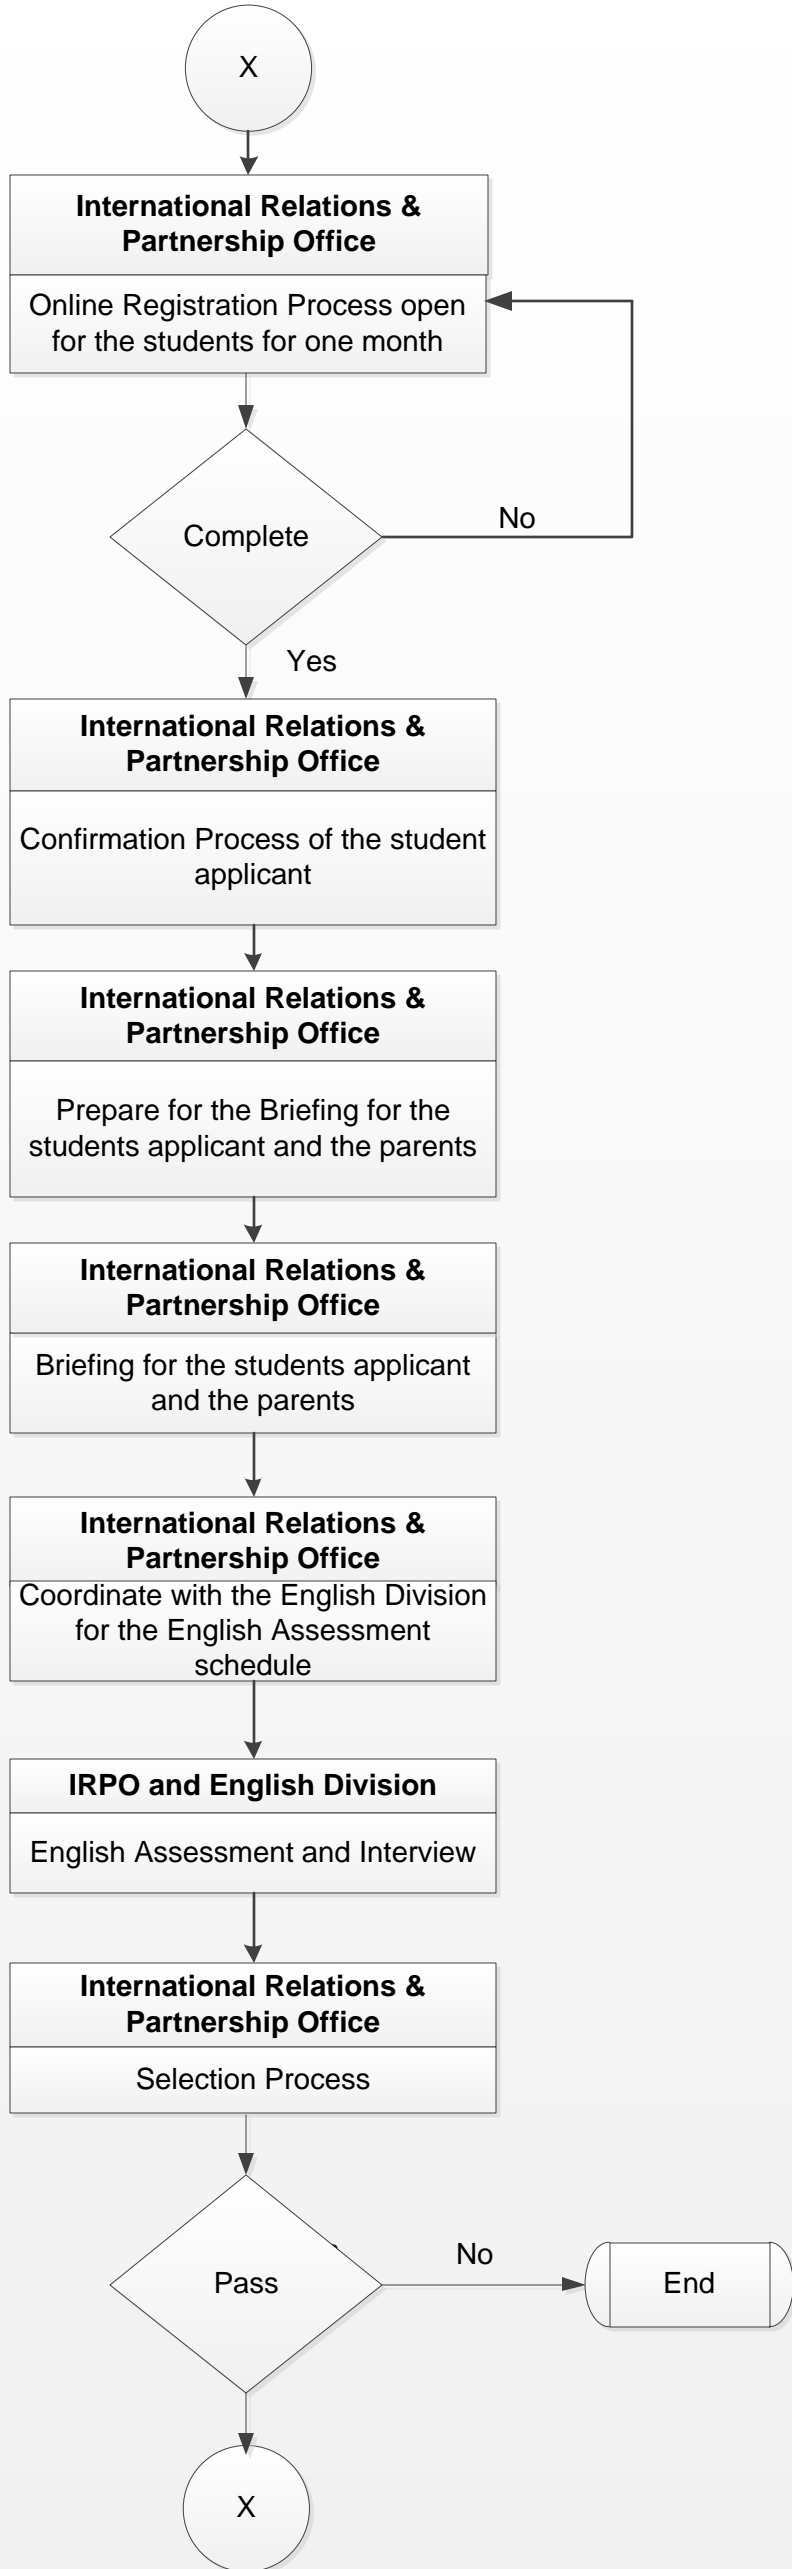 X
International Relations &
Partnership Office
Online Registration Process open
for the students for one month
Complete
No
Yes
International Relations &
Partnership Office
Confirmation Process of the student
applicant
International Relations &
Partnership Office
Prepare for the Briefing for the
students applicant and the parents
International Relations &
Partnership Office
Briefing for the students applicant
and the parents
International Relations &
Partnership Office
Coordinate with the English Division
for the English Assessment
schedule
IRPO and English Division
English Assessment and Interview
International Relations &
Partnership Office
Selection Process
Pass
No
End
X